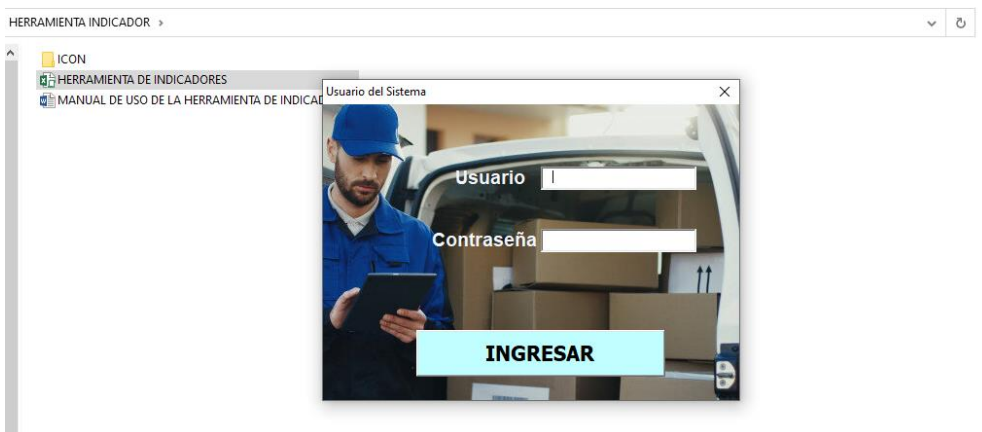 HERRAMIENTA INDICADOR
ICON
HERRAMIENTA DE INDICADORES
MANUAL DE USO DE LA HERRAMIENTA DE INDICAD
Usuario del Sistema
Usuario
Contraseña
INGRESAR